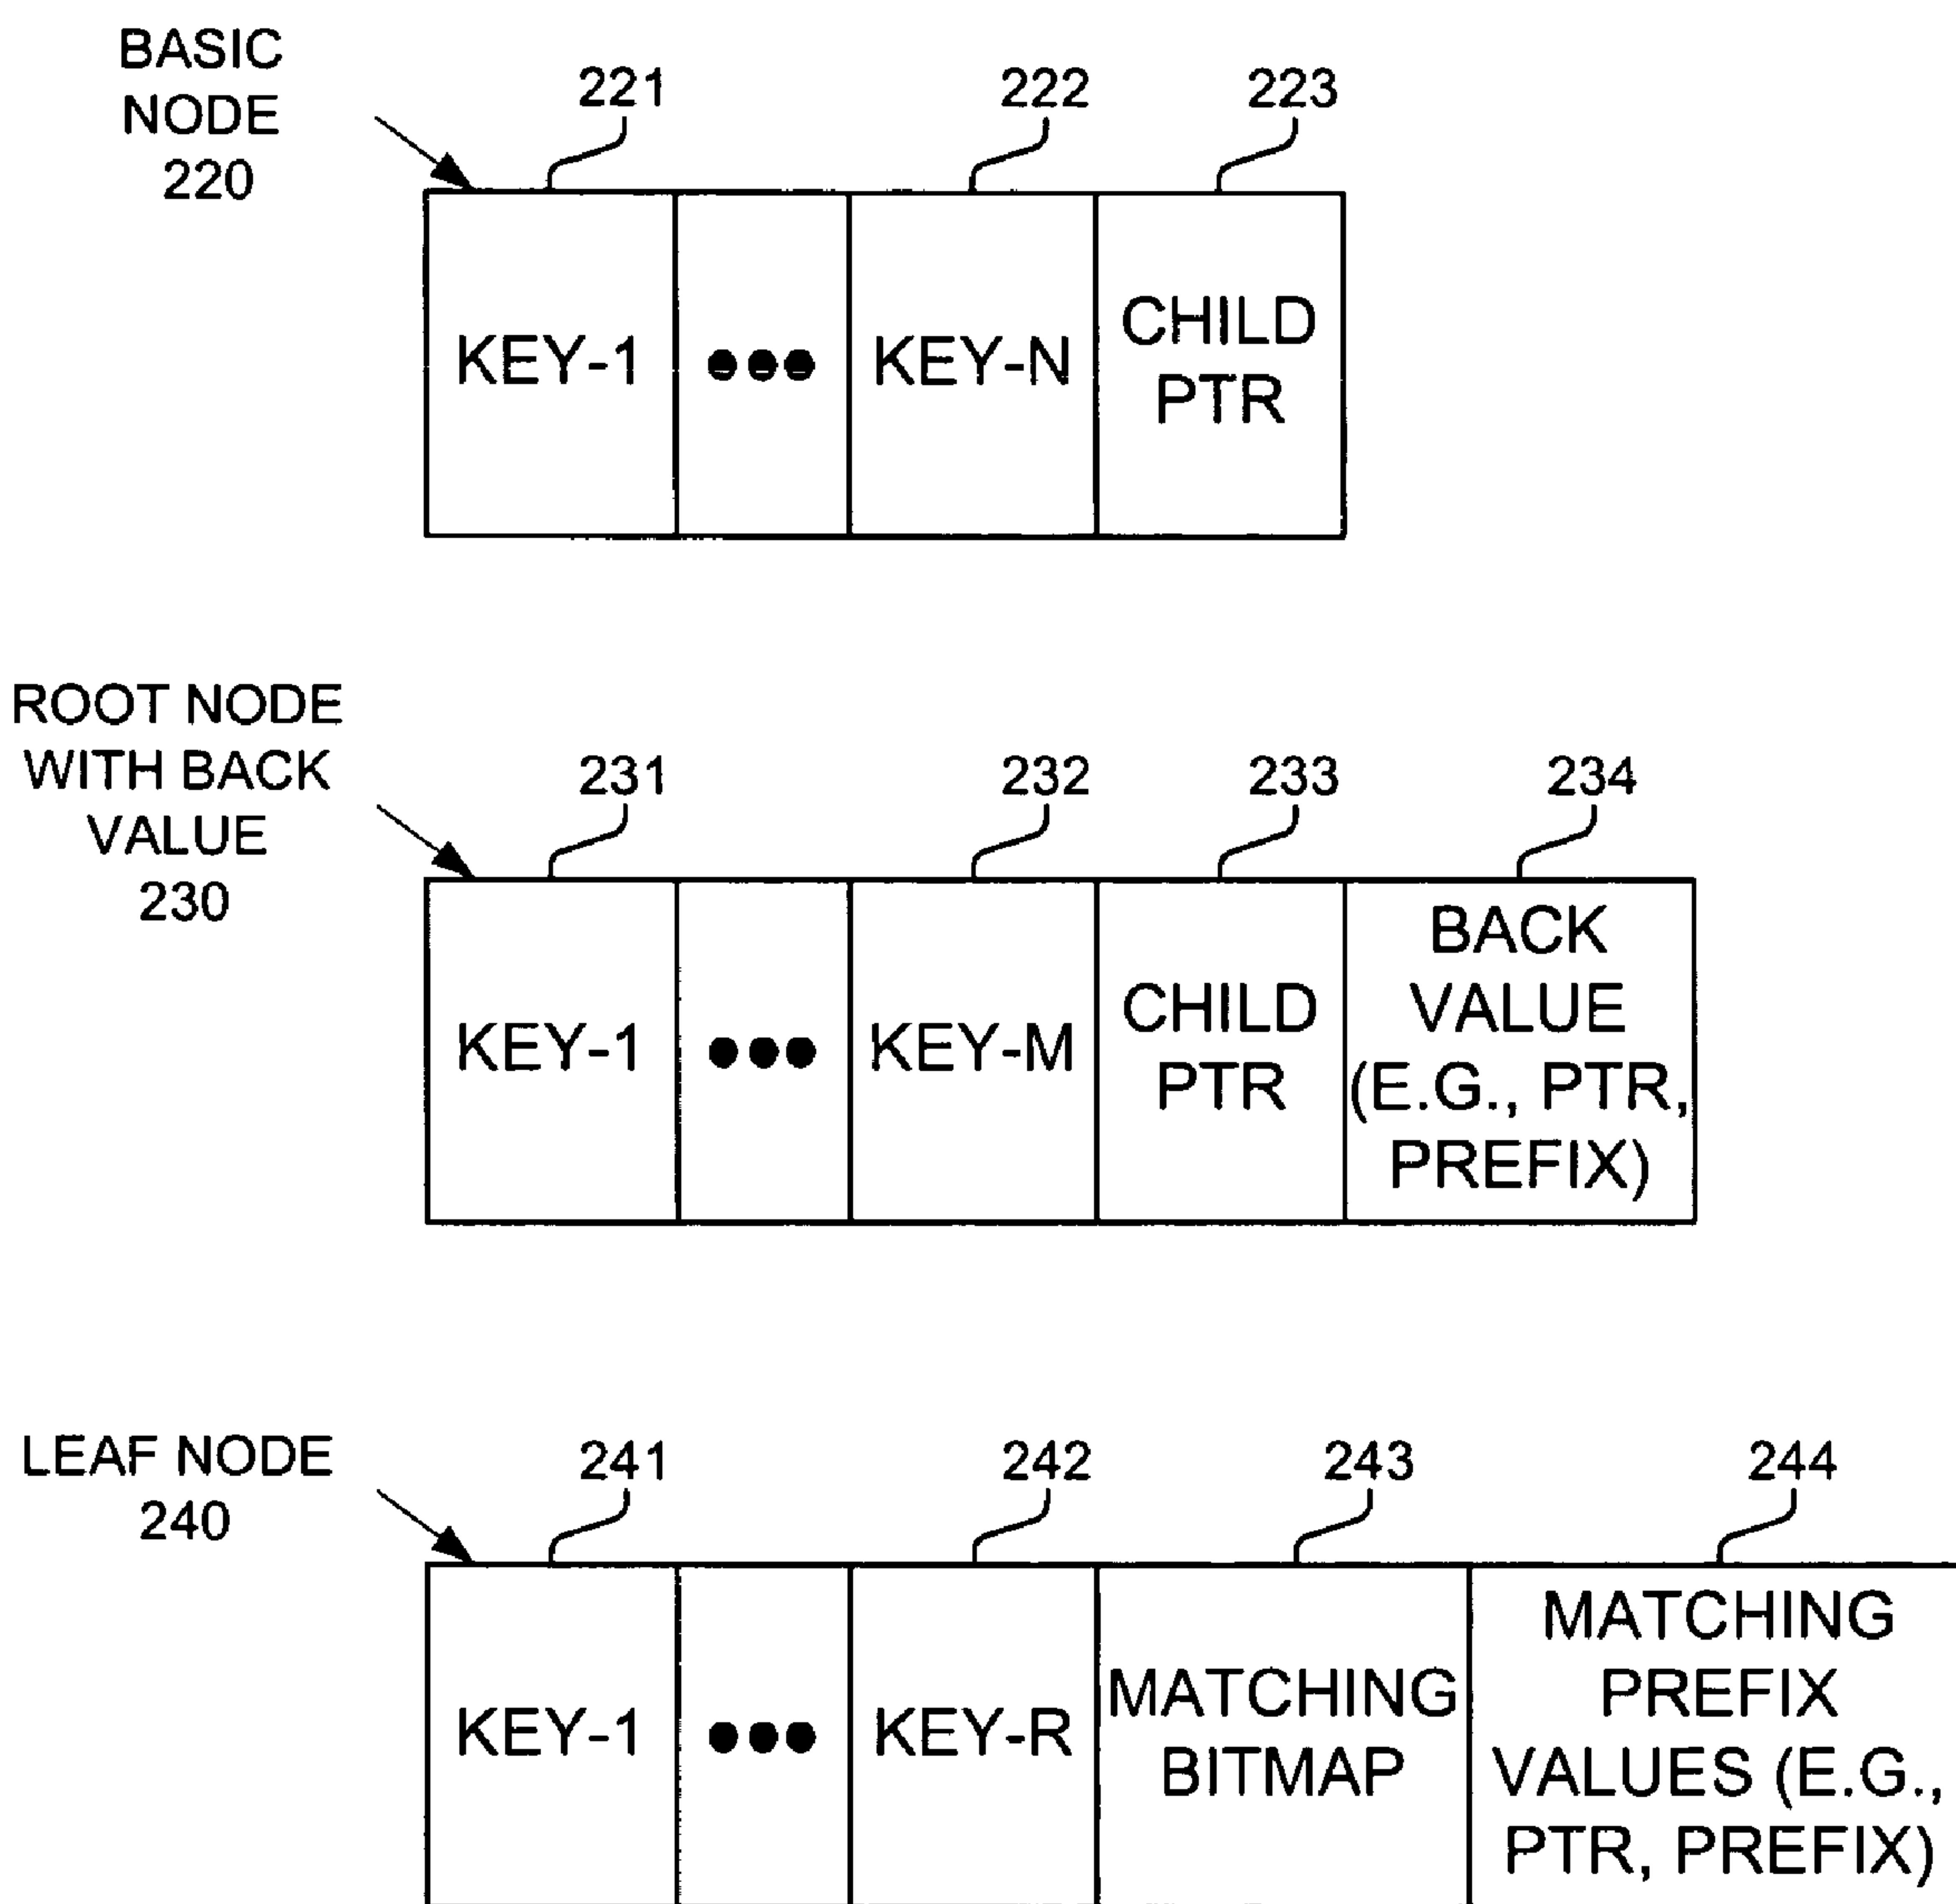 BASIC
NODE
220
221
222
223
KEY-1
●●●
KEY-N
CHILD
PTR
ROOT NODE
WITH BACK
VALUE
230
231
232
233
234
KEY-1
●●●
KEY-M
CHILD
PTR
BACK
VALUE
(E.G., PTR,
PREFIX)
LEAF NODE
240
241
242
243
244
KEY-1
●●●
KEY-R
MATCHING
BITMAP
MATCHING
PREFIX
VALUES (E.G.,
PTR, PREFIX)